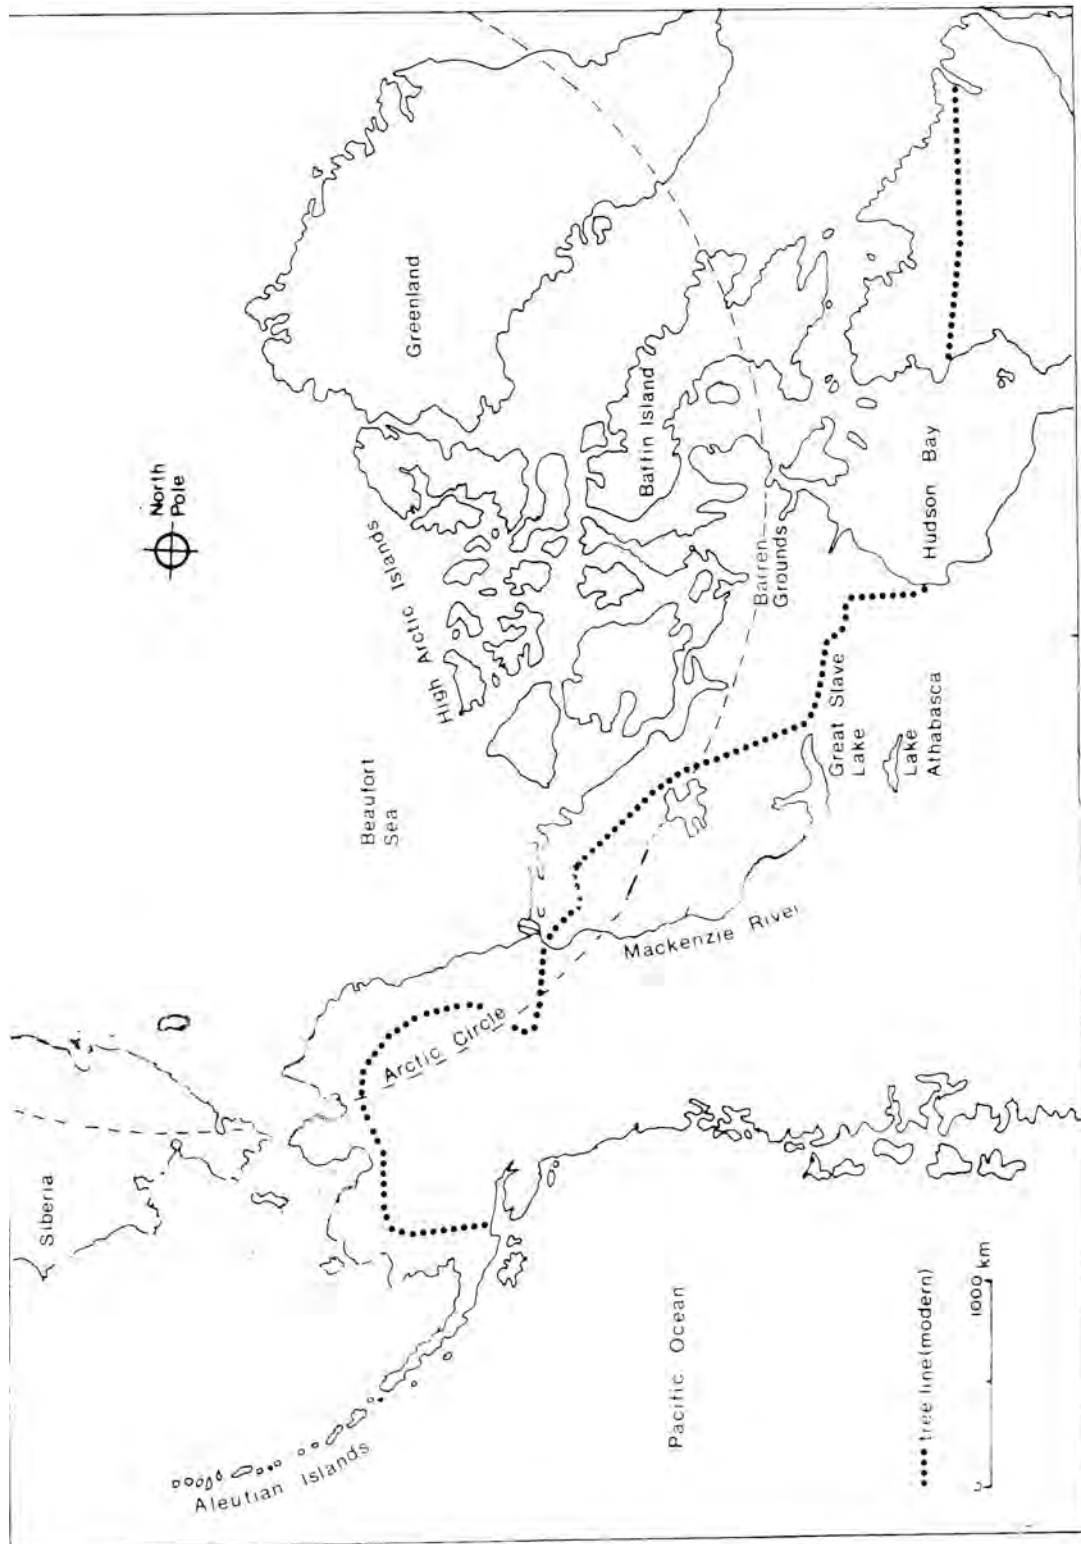 North
Pole
Greenland
High Arctic Islands
Baffin Island
Beaufort
Sea
Barren
Grounds
Hudson Bay
Great Slave
Lake
Lake
Athabasca
Mackenzie River
Arctic Circle
Siberia
Aleutian Islands
Pacific Ocean
tree line (modern)
0 1000 km